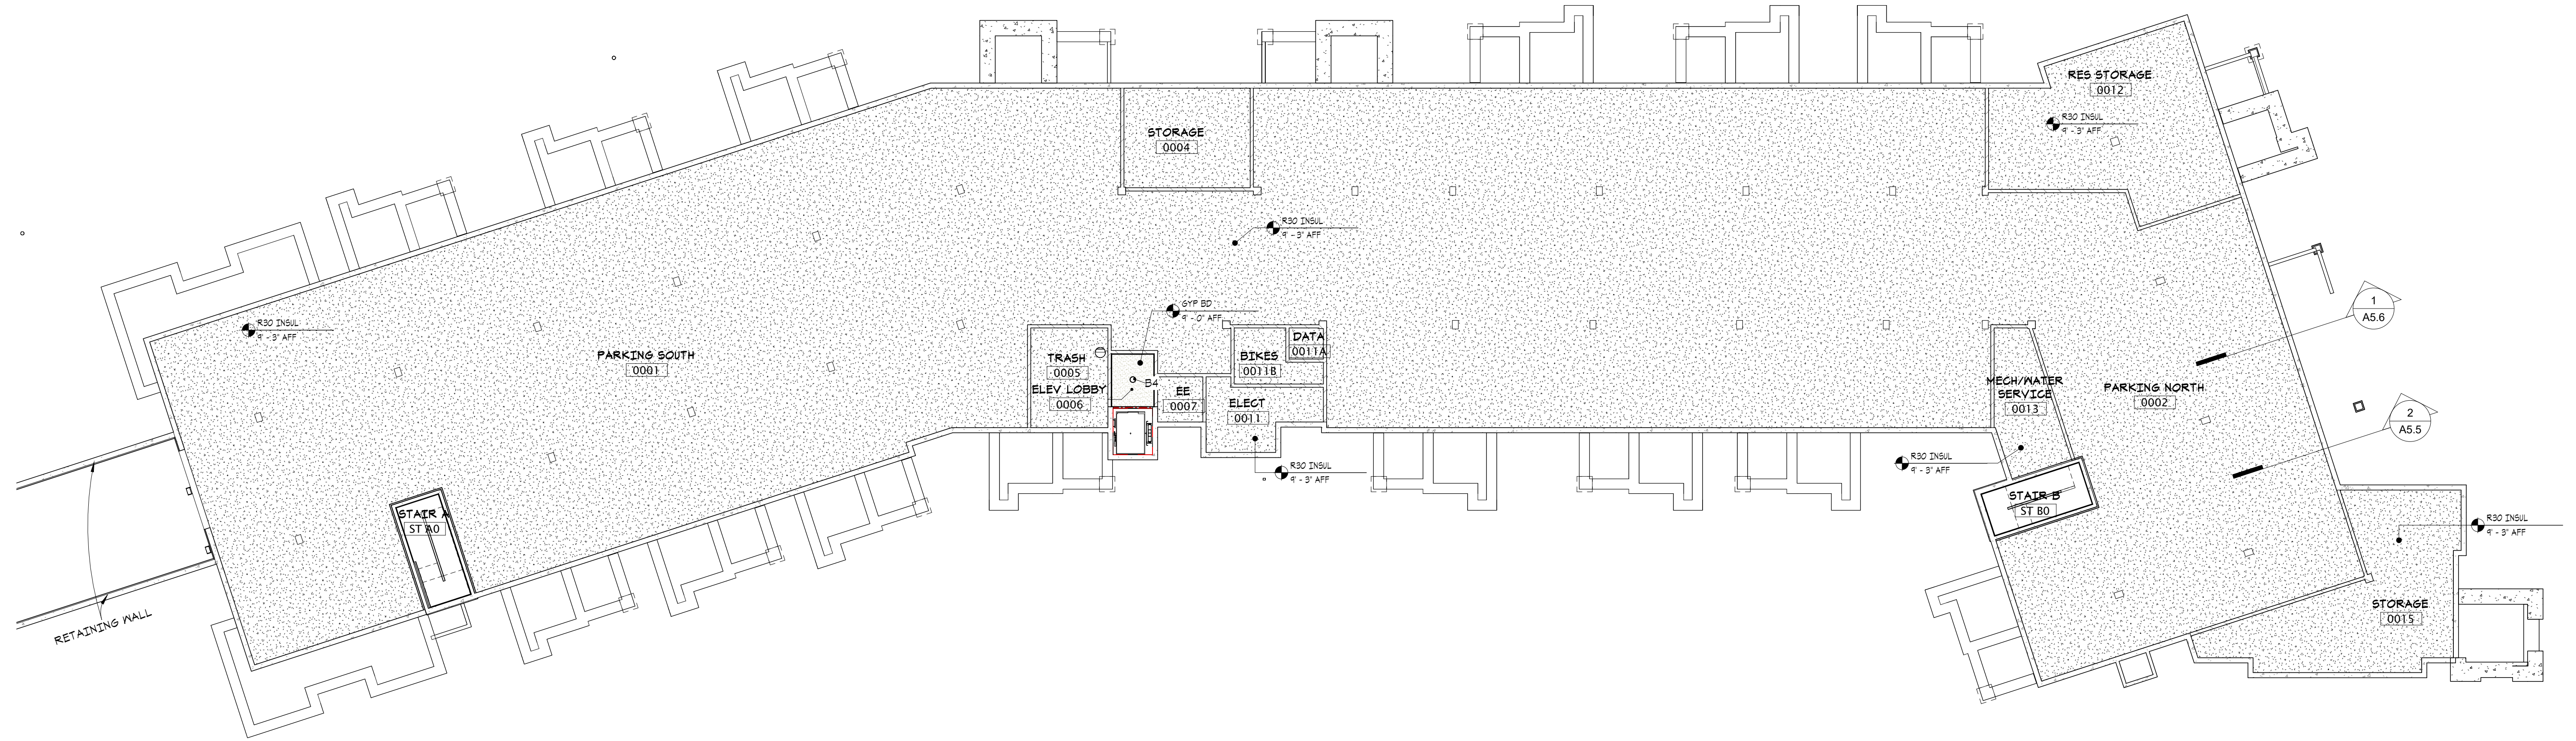 RES STORAGE
0012
R30 INSUL
9' - 3" AFF
STORAGE
0004
R30 INSUL
9' - 3" AFF
GYP BD
9' - 0" AFF
R30 INSUL
9' - 3" AFF
PARKING SOUTH
0001
TRASH
0005
ELEV LOBBY
0006
B4
EE
0007
BIKES
0011B
DATA
0011A
ELECT
0011
R30 INSUL
9' - 3" AFF
MECH/WATER
SERVICE
0013
R30 INSUL
9' - 3" AFF
PARKING NORTH
0002
1
A5.6
2
A5.5
STAIR A
ST A0
STAIR B
ST B0
R30 INSUL
9' - 3" AFF
STORAGE
0015
RETAINING WALL